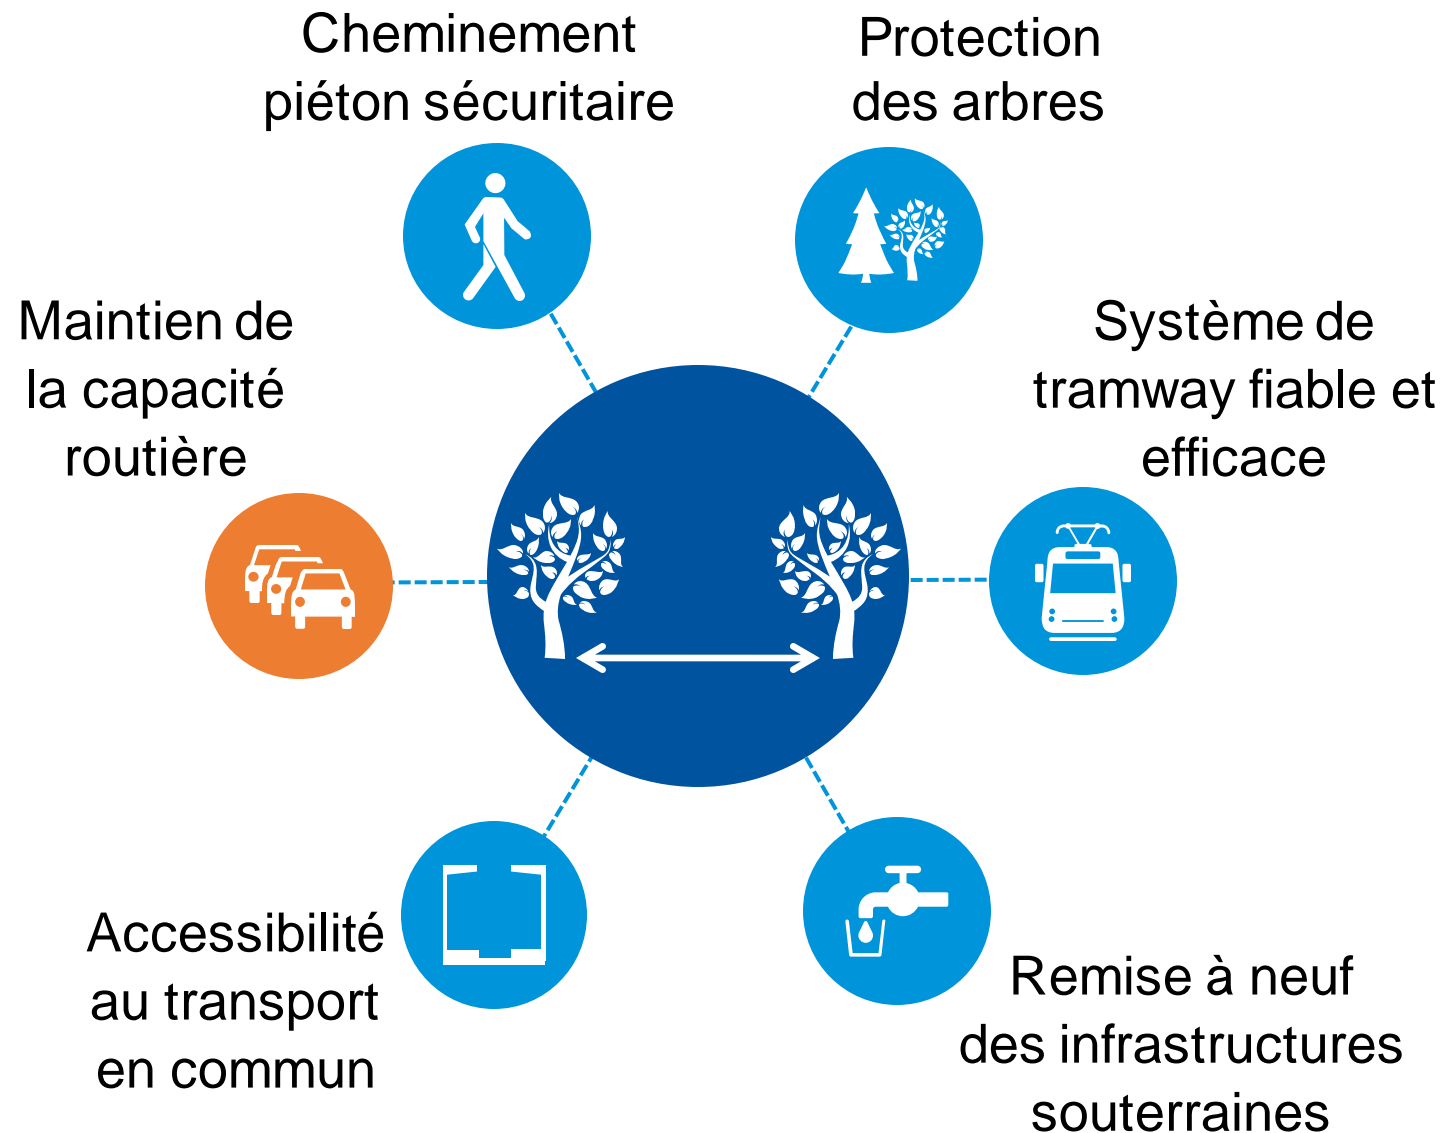 Cheminement
piéton sécuritaire
Protection
des arbres
Maintien de
la capacité
routière
Système de
tramway fiable et
efficace
Accessibilité
au transport
en commun
Remise à neuf
des infrastructures
souterraines